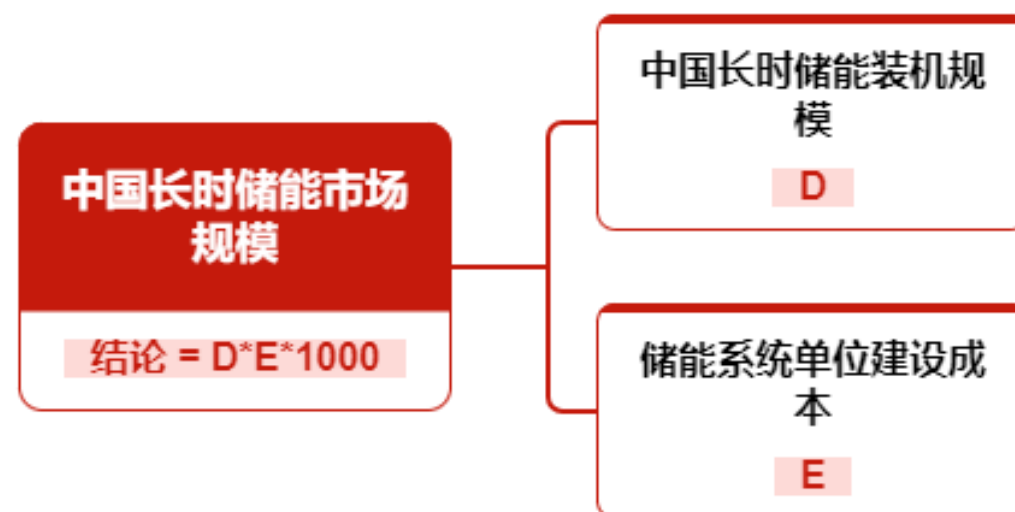 中国长时储能市场
规模
结论 = D*E*1000
中国长时储能装机规
模
D
储能系统单位建设成
本
E